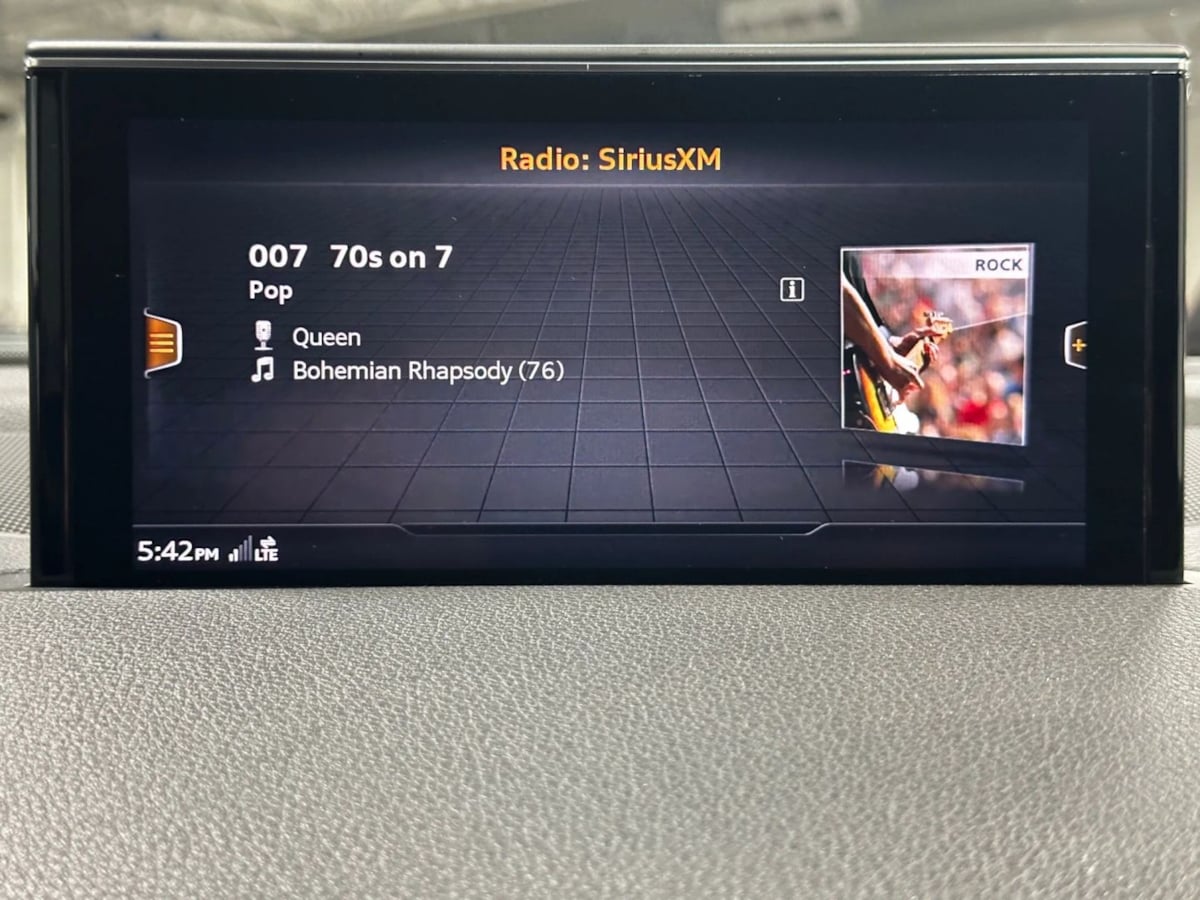 Radio: SiriusXM
007 70s on 7
Pop
Queen
Bohemian Rhapsody (76)
ROCK
5:42PM LTE